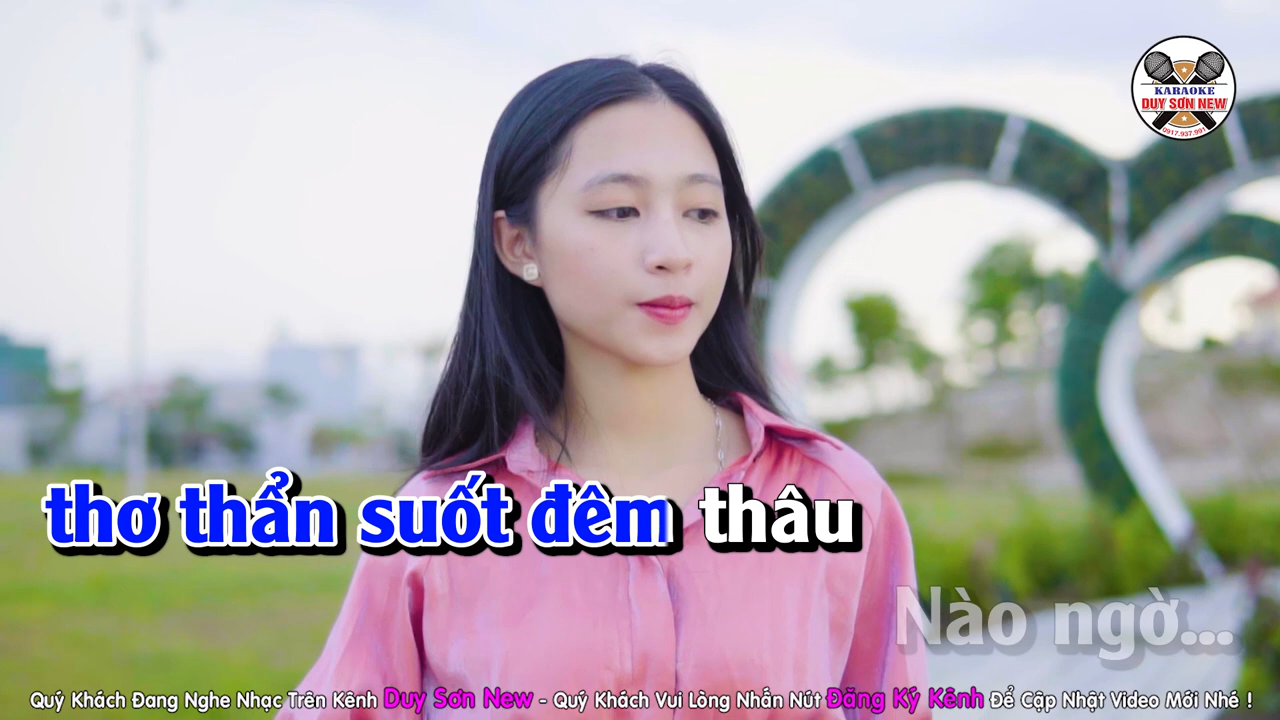 KARAOKE
DUY SƠN NEW
0917.937.991
thơ thẩn suốt đêm thâu
Nào ngờ...
Quý Khách Đang Nghe Nhạc Trên Kênh Duy Sơn New - Quý Khách Vui Lòng Nhấn Nút Đăng Ký Kênh Để Cập Nhật Video Mới Nhé !